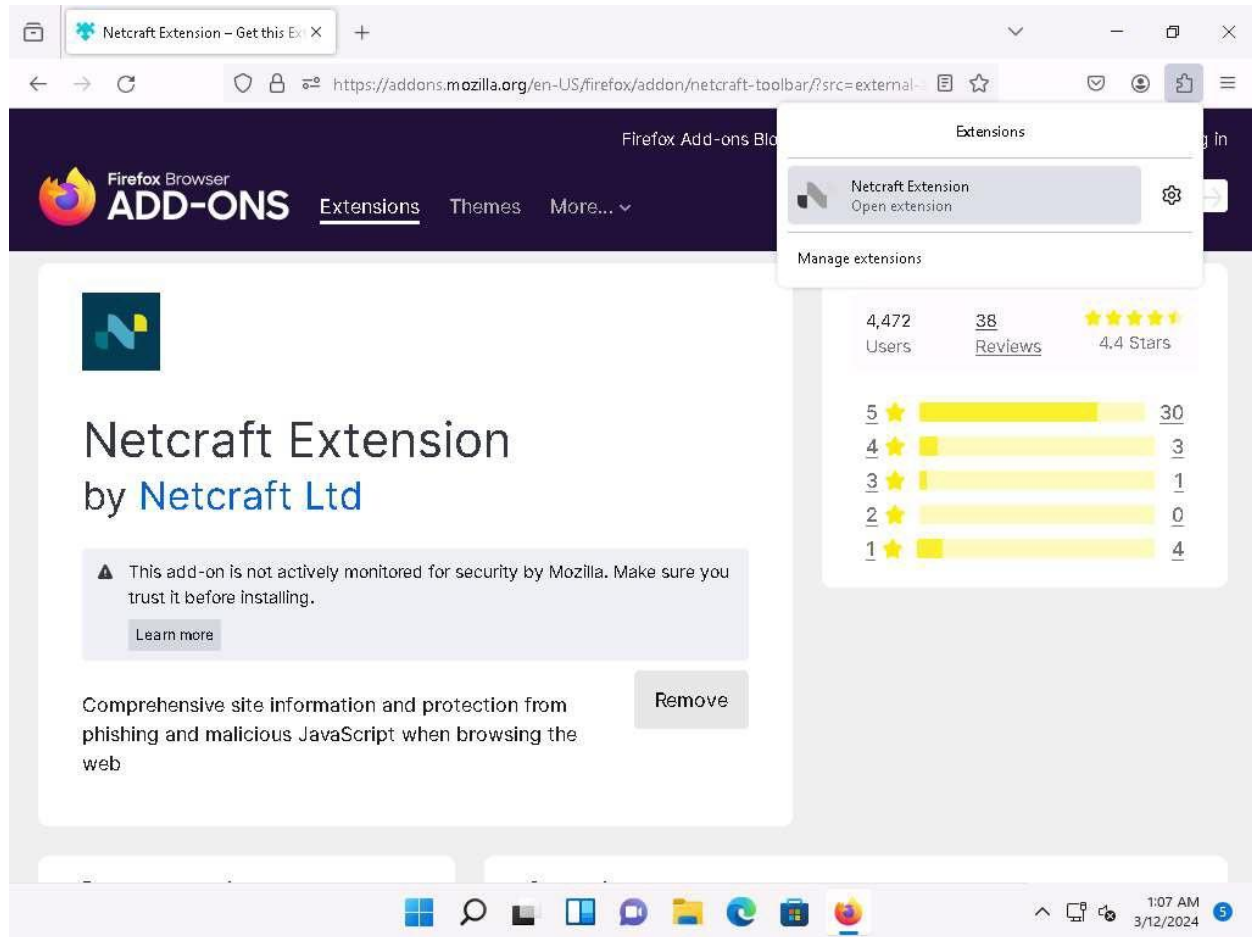 Netcraft Extension – Get this Ex
https://addons.mozilla.org/en-US/firefox/addon/netcraft-toolbar/?src=external-
Extensions
Netcraft Extension
Open extension
Manage extensions
Firefox Add-ons Blo
g in
Firefox Browser
ADD-ONS
Extensions Themes More...
Netcraft Extension
by Netcraft Ltd
This add-on is not actively monitored for security by Mozilla. Make sure you
trust it before installing.
Learn more
Comprehensive site information and protection from
phishing and malicious JavaScript when browsing the
web
Remove
4,472 38
Users Reviews 4.4 Stars
5 30
4 3
3 1
2 0
1 4
1:07 AM
3/12/2024
5